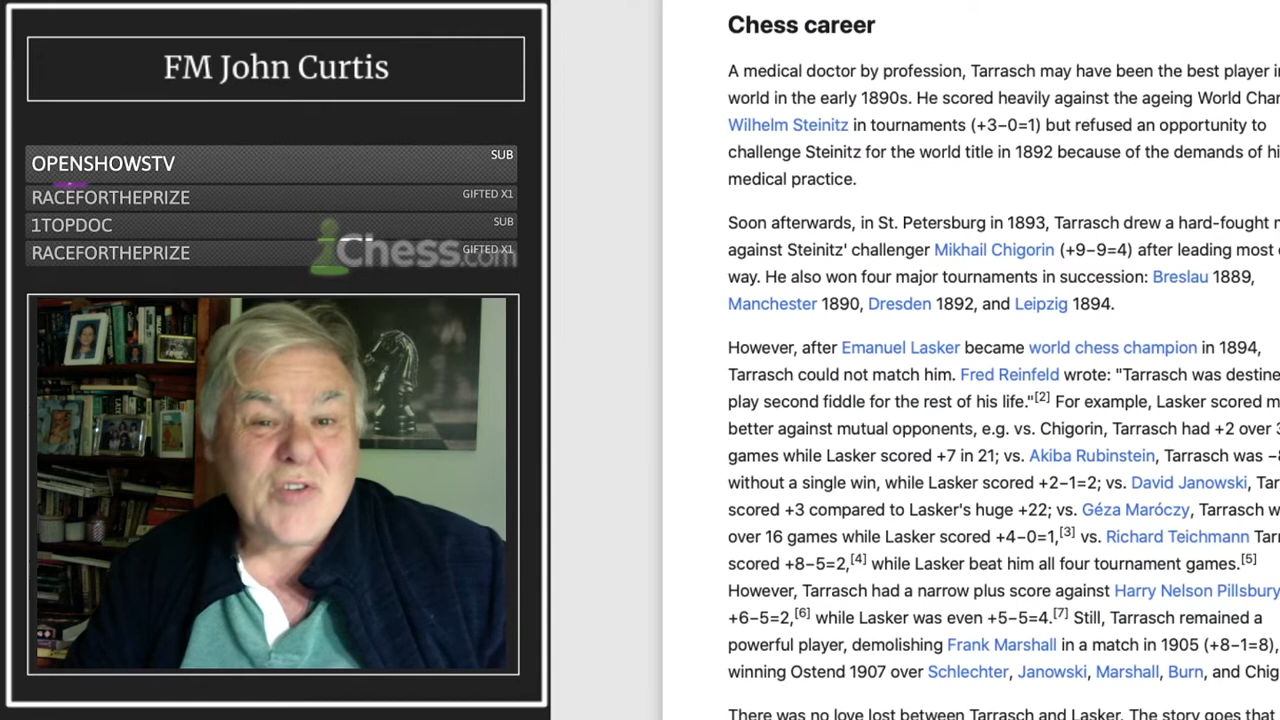 FM John Curtis
OPENSHOWSTV SUB
RACEFORTHEPRIZE GIFTED X1
1TOPDOC SUB
RACEFORTHEPRIZE GIFTED X1
Chess.com
Chess career
A medical doctor by profession, Tarrasch may have been the best player in
world in the early 1890s. He scored heavily against the ageing World Cha
Wilhelm Steinitz in tournaments (+3−0=1) but refused an opportunity to
challenge Steinitz for the world title in 1892 because of the demands of hi
medical practice.
Soon afterwards, in St. Petersburg in 1893, Tarrasch drew a hard-fought
against Steinitz' challenger Mikhail Chigorin (+9−9=4) after leading most
way. He also won four major tournaments in succession: Breslau 1889,
Manchester 1890, Dresden 1892, and Leipzig 1894.
However, after Emanuel Lasker became world chess champion in 1894,
Tarrasch could not match him. Fred Reinfeld wrote: "Tarrasch was destine
play second fiddle for the rest of his life."[2] For example, Lasker scored m
better against mutual opponents, e.g. vs. Chigorin, Tarrasch had +2 over
games while Lasker scored +7 in 21; vs. Akiba Rubinstein, Tarrasch was −
without a single win, while Lasker scored +2−1=2; vs. David Janowski, Tar
scored +3 compared to Lasker's huge +22; vs. Géza Maróczy, Tarrasch w
over 16 games while Lasker scored +4−0=1,[3] vs. Richard Teichmann Tar
scored +8−5=2,[4] while Lasker beat him all four tournament games.[5]
However, Tarrasch had a narrow plus score against Harry Nelson Pillsbury
+6−5=2,[6] while Lasker was even +5−5=4.[7] Still, Tarrasch remained a
powerful player, demolishing Frank Marshall in a match in 1905 (+8−1=8),
winning Ostend 1907 over Schlechter, Janowski, Marshall, Burn, and Chig
There was no love lost between Tarrasch and Lasker. The story goes that